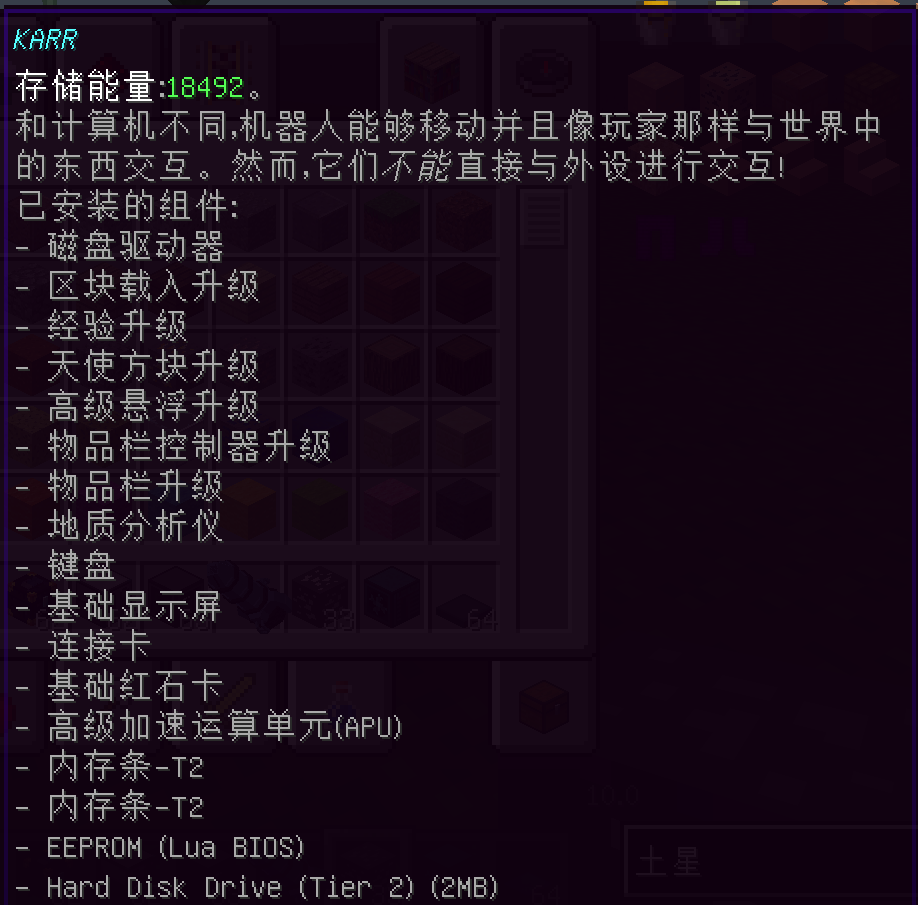 KARR
存储能量:18492。
和计算机不同,机器人能够移动并且像玩家那样与世界中
的东西交互。然而,它们不能直接与外设进行交互!
已安装的组件:
- 磁盘驱动器
- 区块载入升级
- 经验升级
- 天使方块升级
- 高级悬浮升级
- 物品栏控制器升级
- 物品栏升级
- 地质分析仪
- 键盘
- 基础显示屏
- 连接卡
- 基础红石卡
- 高级加速运算单元(APU)
- 内存条-T2
- 内存条-T2
- EEPROM (Lua BIOS)
- Hard Disk Drive (Tier 2) (2MB)
33
64
土星